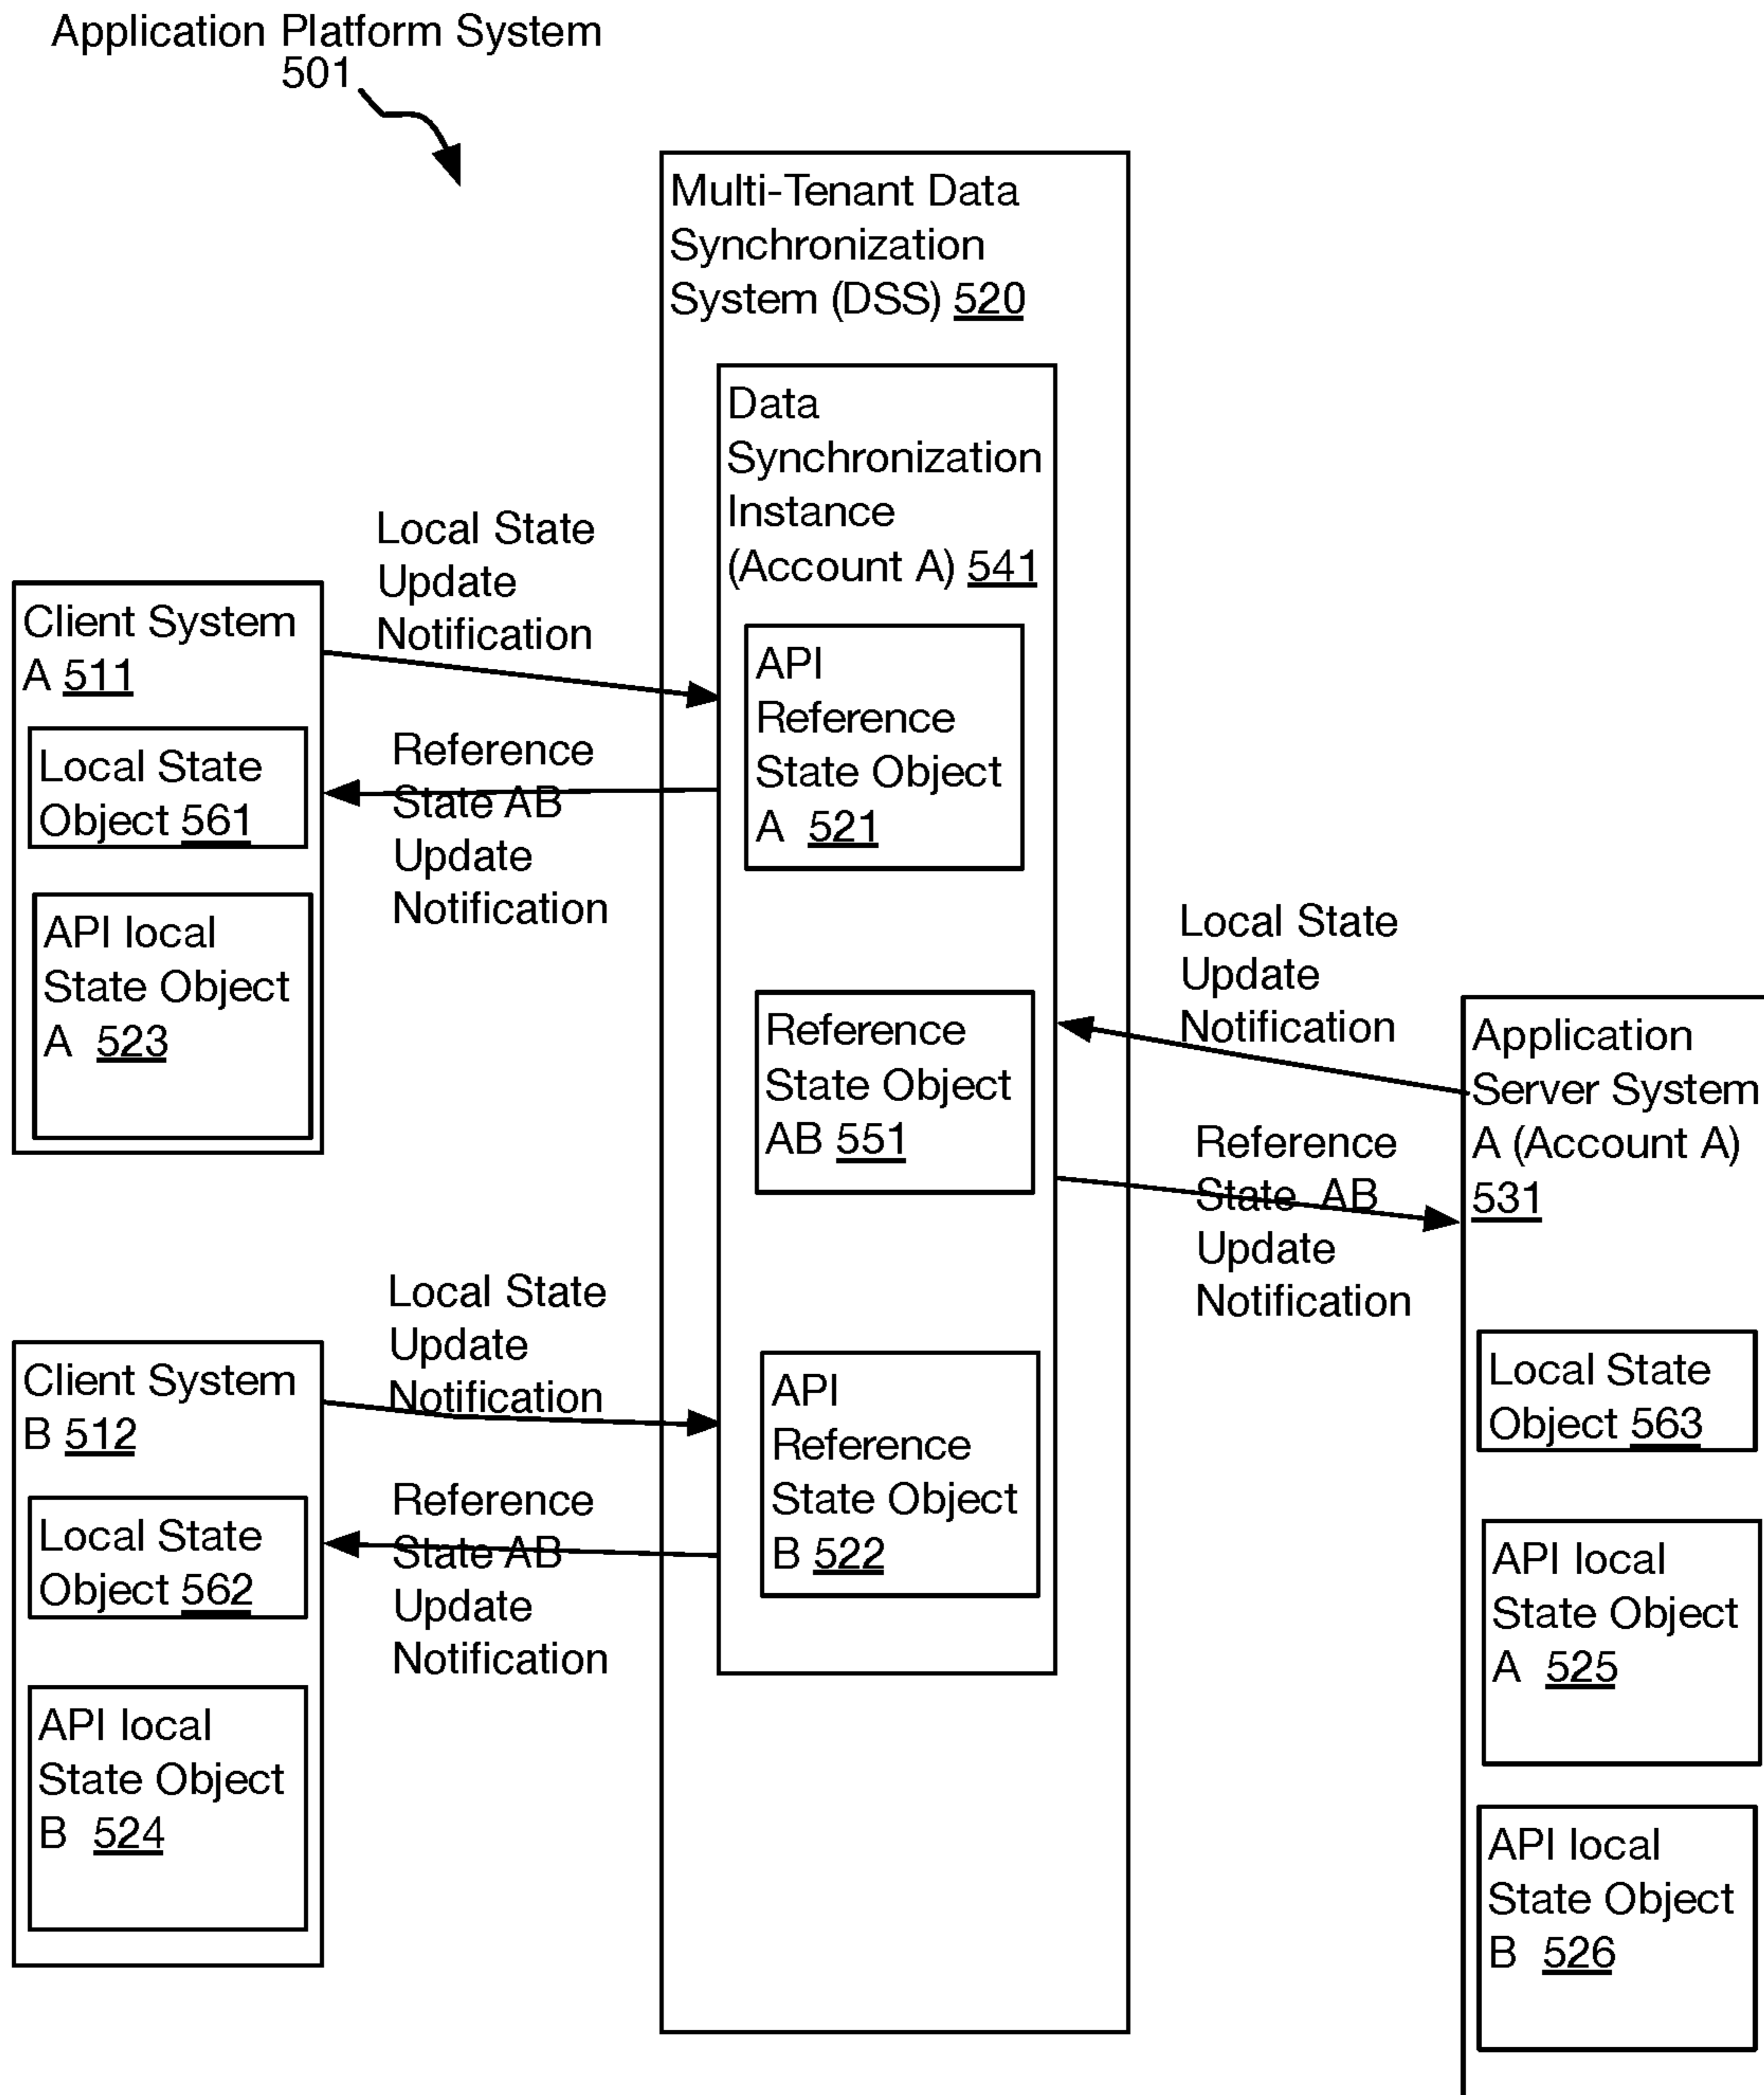 Application Platform System
501
Multi-Tenant Data
Synchronization
System (DSS) 520
Data
Synchronization
Instance
(Account A) 541
API
Reference
State Object
A 521
Reference
State Object
AB 551
API
Reference
State Object
B 522
Client System
A 511
Local State
Object 561
API local
State Object
A 523
Local State
Update
Notification
Reference
State AB
Update
Notification
Client System
B 512
Local State
Object 562
API local
State Object
B 524
Local State
Update
Notification
Reference
State AB
Update
Notification
Local State
Update
Notification
Reference
State AB
Update
Notification
Application
Server System
A (Account A)
531
Local State
Object 563
API local
State Object
A 525
API local
State Object
B 526